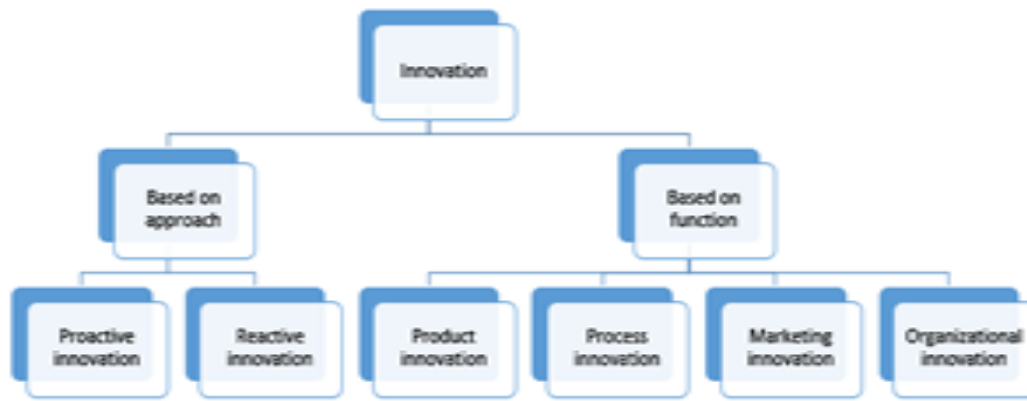 Innovation
Based on
approach
Based on
function
Proactive
innovation
Reactive
innovation
Product
innovation
Process
innovation
Marketing
innovation
Organizational
innovation